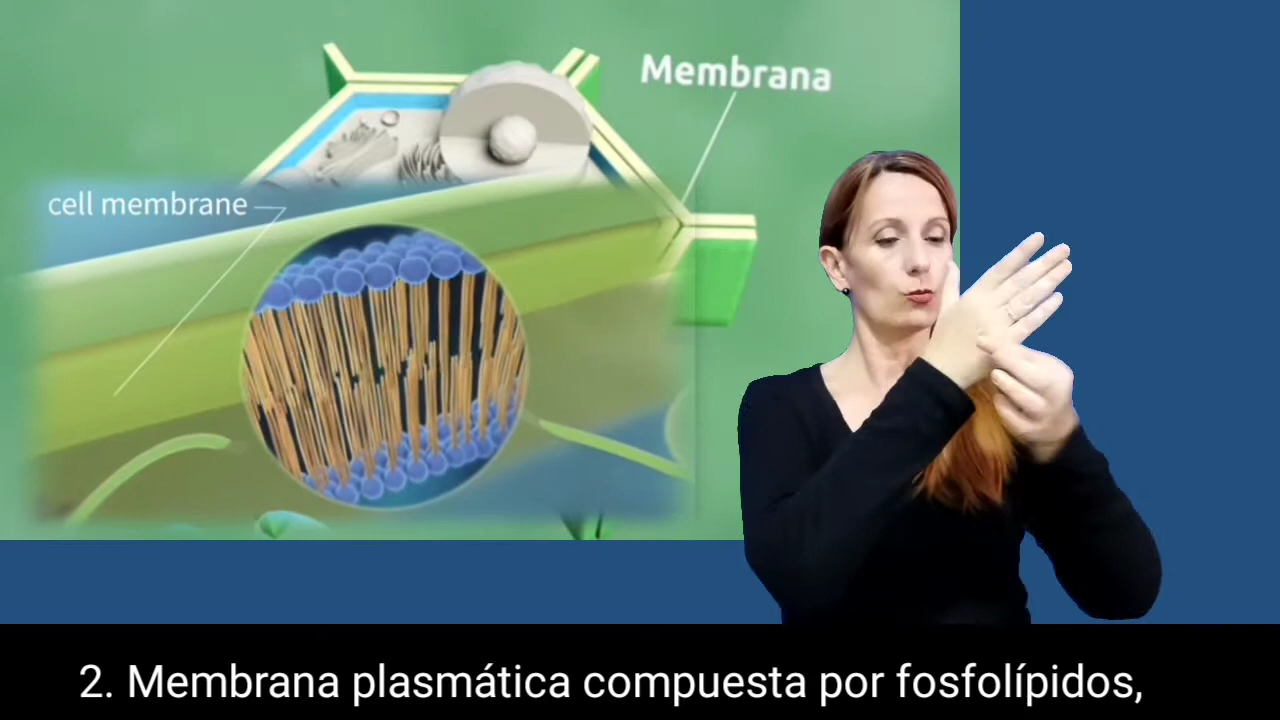 Membrana
cell membrane
2. Membrana plasmática compuesta por fosfolípidos,